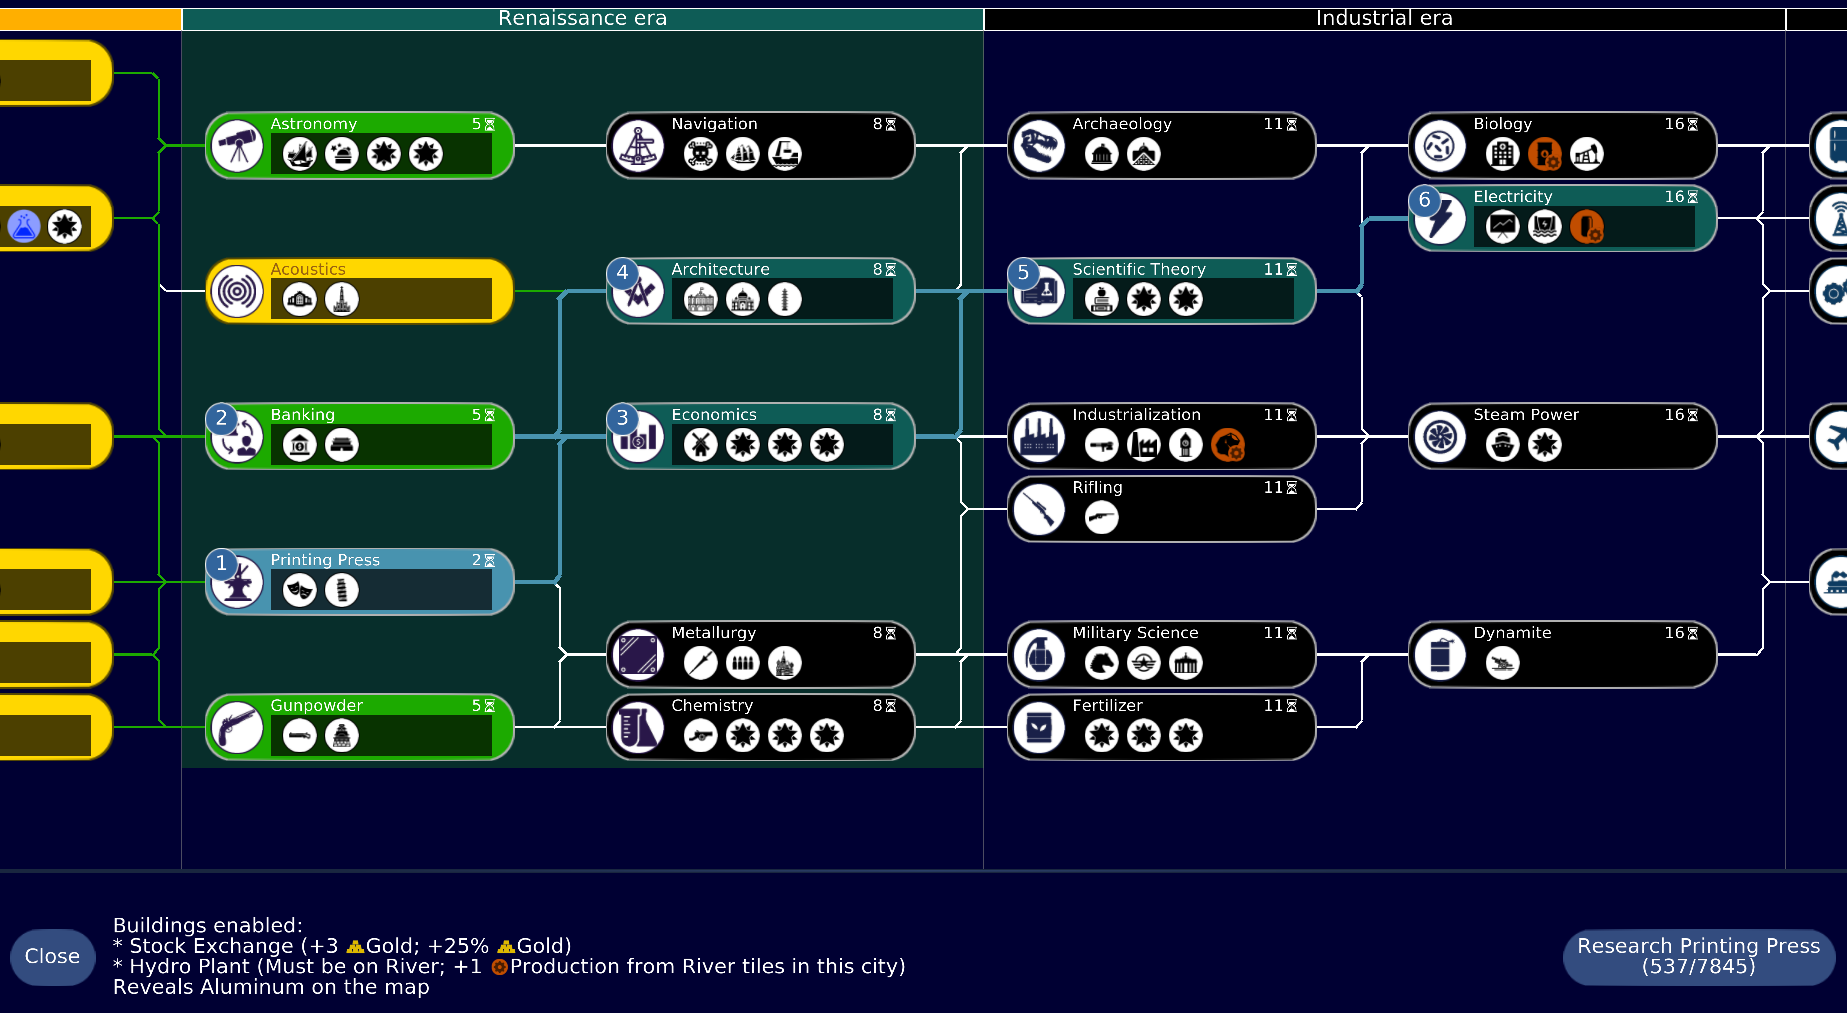 Renaissance era
Industrial era
Astronomy 5
Navigation 8
Archaeology 11
Biology 16
6
Electricity 16
Acoustics
4
Architecture 8
5
Scientific Theory 11
2
Banking 5
3
Economics 8
Industrialization 11
Steam Power 16
Rifling 11
1
Printing Press 2
Metallurgy 8
Military Science 11
Dynamite 16
Gunpowder 5
Chemistry 8
Fertilizer 11
Close
Buildings enabled:
* Stock Exchange (+3 Gold; +25% Gold)
* Hydro Plant (Must be on River; +1 Production from River tiles in this city)
Reveals Aluminum on the map
Research Printing Press
(537/7845)